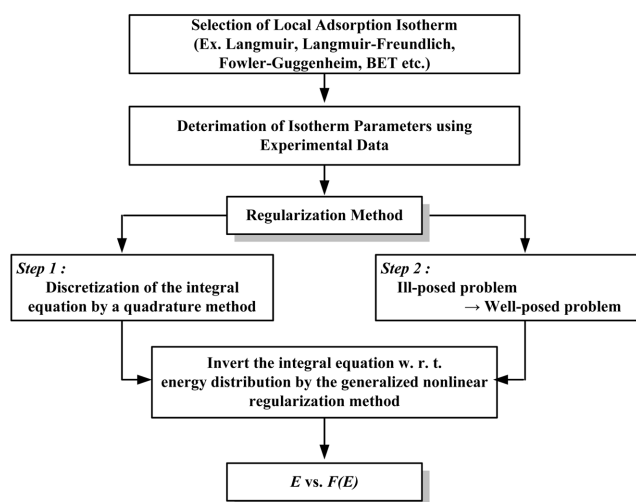 Selection of Local Adsorption Isotherm
(Ex. Langmuir, Langmuir-Freundlich,
Fowler-Guggenheim, BET etc.)
Deterimation of Isotherm Parameters using
Experimental Data
Regularization Method
Step 1 :
Discretization of the integral
equation by a quadrature method
Step 2 :
Ill-posed problem
→ Well-posed problem
Invert the integral equation w. r. t.
energy distribution by the generalized nonlinear
regularization method
E vs. F(E)